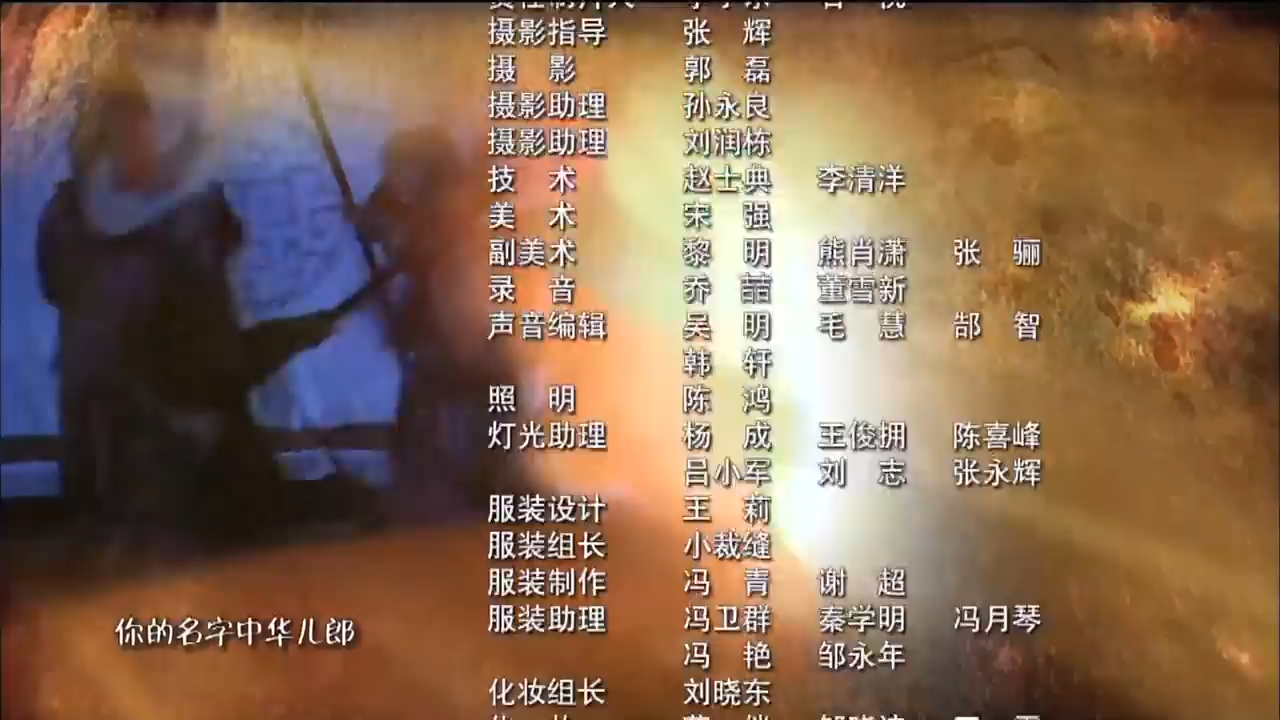 摄影指导 张 辉
摄 影 郭 磊
摄影助理 孙永良
摄影助理 刘润栋
技 术 赵士典 李清洋
美 术 宋 强
副美术 黎 明 熊肖潇 张 骊
录 音 乔 喆 董雪新
声音编辑 吴 明 毛 慧 郜 智
韩 轩
照 明 陈 鸿
灯光助理 杨 成 王俊拥 陈喜峰
吕小军 刘 志 张永辉
服装设计 王 莉
服装组长 小裁缝
服装制作 冯 青 谢 超
服装助理 冯卫群 秦学明 冯月琴
你的名字中华儿郎
冯 艳 邹永年
化妆组长 刘晓东